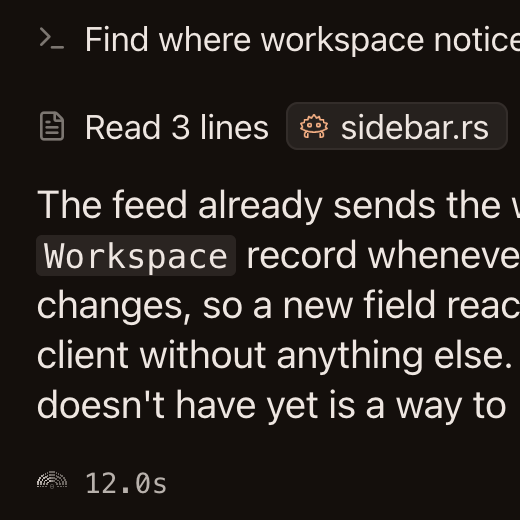 Find where workspace notice
Read 3 lines sidebar.rs
The feed already sends the
Workspace record wheneve
changes, so a new field reac
client without anything else.
doesn't have yet is a way to
12.0s